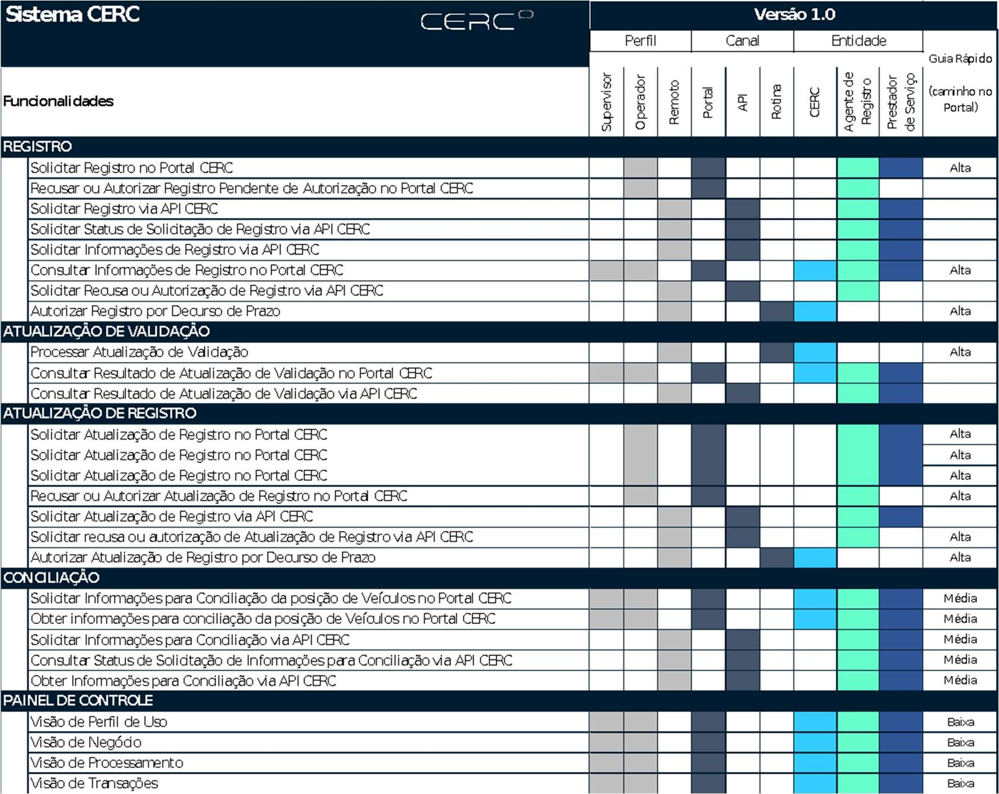 Sistema CERC
CERC
Versão 1.0
Perfil
Canal
Entidade
Guia Rápido
(caminho no
Portal)
Funcionalidades
Supervisor
Operador
Remoto
Portal
API
Rotina
CERC
Agente de
Registro
Prestador
de Serviço
REGISTRO
Solicitar Registro no Portal CERC Alta
Recusar ou Autorizar Registro Pendente de Autorização no Portal CERC
Solicitar Registro via API CERC
Solicitar Status de Solicitação de Registro via API CERC
Solicitar Informações de Registro via API CERC
Consultar Informações de Registro no Portal CERC Alta
Solicitar Recusa ou Autorização de Registro via API CERC
Autorizar Registro por Decurso de Prazo Alta
ATUALIZAÇÃO DE VALIDAÇÃO
Processar Atualização de Validação Alta
Consultar Resultado de Atualização de Validação no Portal CERC
Consultar Resultado de Atualização de Validação via API CERC
ATUALIZAÇÃO DE REGISTRO
Solicitar Atualização de Registro no Portal CERC Alta
Solicitar Atualização de Registro no Portal CERC Alta
Solicitar Atualização de Registro no Portal CERC Alta
Recusar ou Autorizar Atualização de Registro no Portal CERC Alta
Solicitar Atualização de Registro via API CERC
Solicitar recusa ou autorização de Atualização de Registro via API CERC Alta
Autorizar Atualização de Registro por Decurso de Prazo Alta
CONCILIAÇÃO
Solicitar Informações para Conciliação da posição de Veículos no Portal CERC Média
Obter informações para conciliação da posição de Veículos no Portal CERC Média
Solicitar Informações para Conciliação via API CERC Média
Consultar Status de Solicitação de Informações para Conciliação via API CERC Média
Obter Informações para Conciliação via API CERC Média
PAINEL DE CONTROLE
Visão de Perfil de Uso Baixa
Visão de Negócio Baixa
Visão de Processamento Baixa
Visão de Transações Baixa